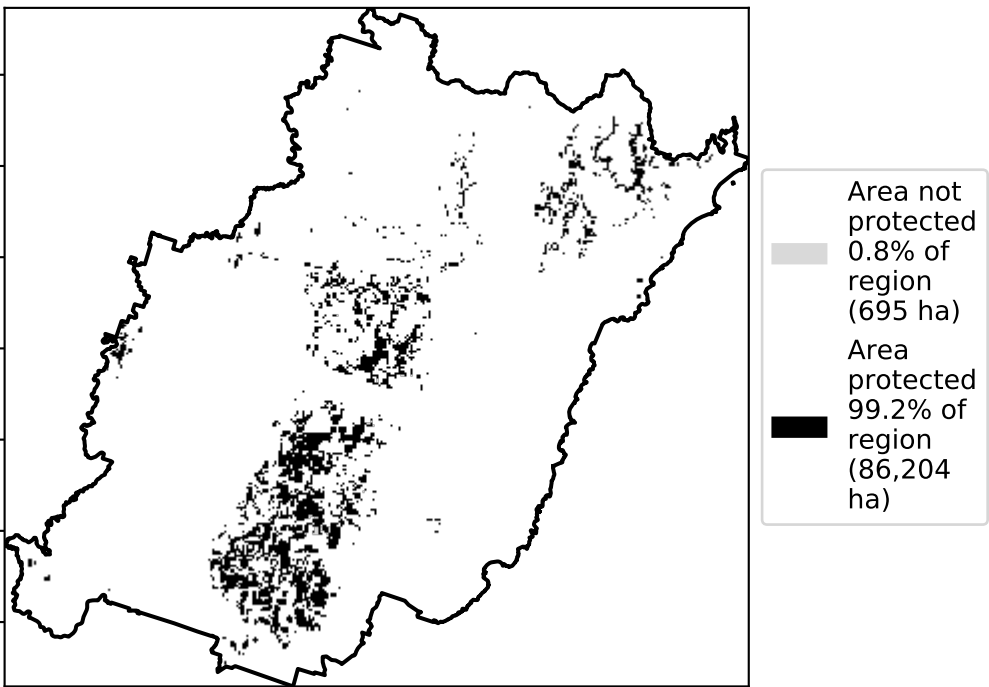 Area not
protected
0.8% of
region
(695 ha)
Area
protected
99.2% of
region
(86,204
ha)